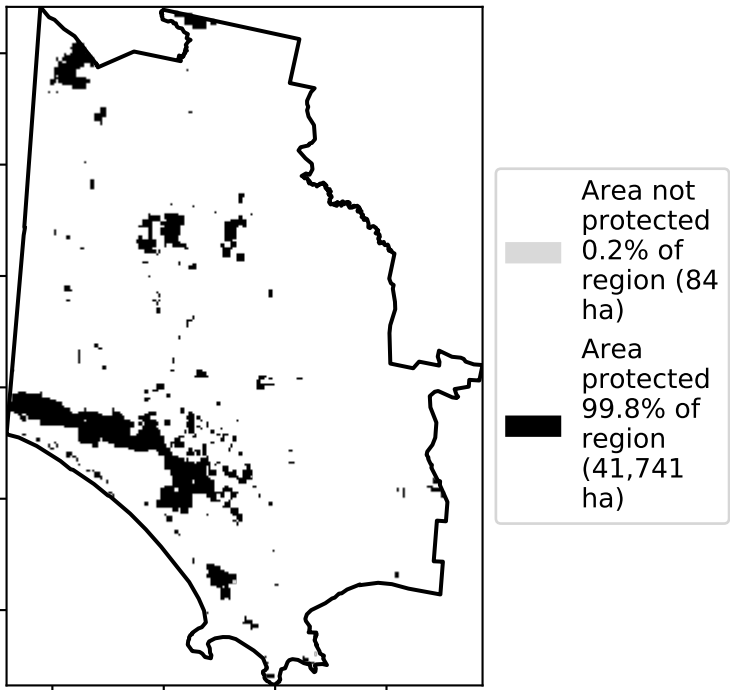 Area not
protected
0.2% of
region (84
ha)
Area
protected
99.8% of
region
(41,741
ha)